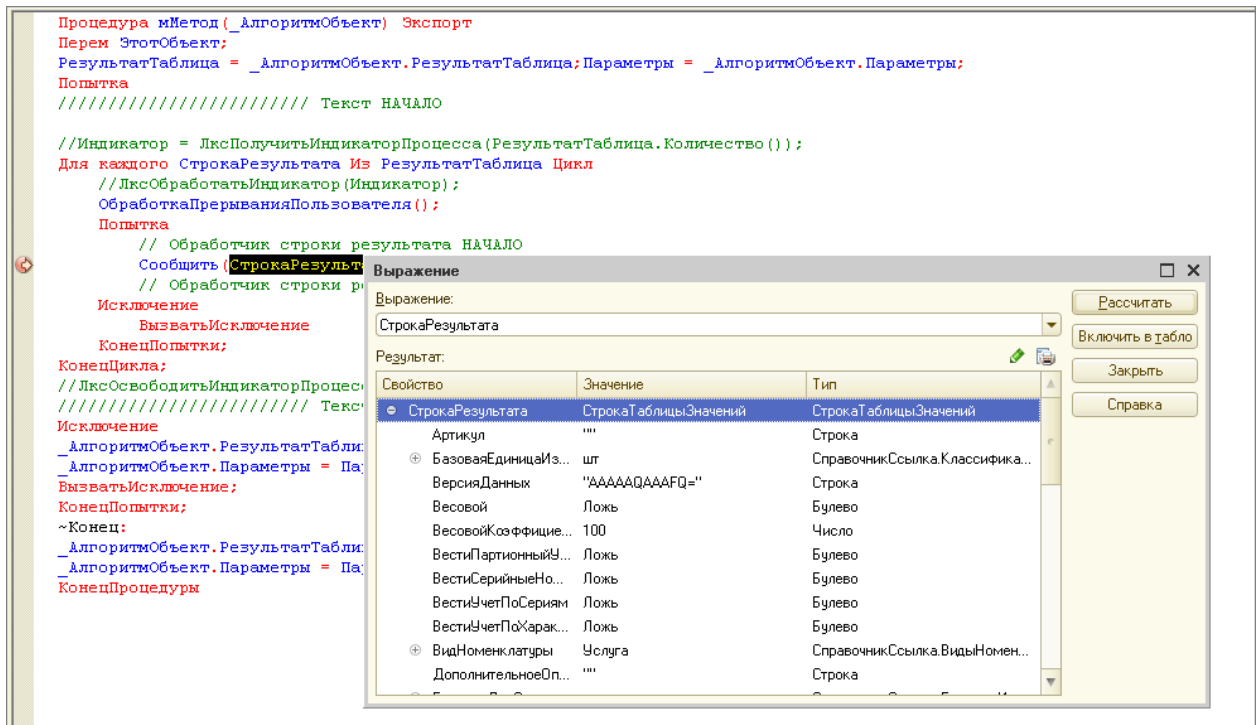 Процедура мМетод(_АлгоритмОбъект) Экспорт
Перем ЭтотОбъект;
РезультатТаблица = _АлгоритмОбъект.РезультатТаблица;Параметры = _АлгоритмОбъект.Параметры;
Попытка
///////////////////////// Текст НАЧАЛО
//Индикатор = ЛксПолучитьИндикаторПроцесса(РезультатТаблица.Количество());
Для каждого СтрокаРезультата Из РезультатТаблица Цикл
//ЛксОбработатьИндикатор(Индикатор);
ОбработкаПрерыванияПользователя();
Попытка
// Обработчик строки результата НАЧАЛО
Сообщить(СтрокаРезульт
// Обработчик строки р
Исключение
ВызватьИсключение
КонецПопытки;
КонецЦикла;
//ЛксОсвободитьИндикаторПроцес
///////////////////////// Текс
Исключение
_АлгоритмОбъект.РезультатТабли
_АлгоритмОбъект.Параметры = Па
ВызватьИсключение;
КонецПопытки;
~Конец:
_АлгоритмОбъект.РезультатТабли
_АлгоритмОбъект.Параметры = Па
КонецПроцедуры
Выражение
Выражение:
СтрокаРезультата
Рассчитать
Включить в табло
Закрыть
Справка
Результат:
Свойство Значение Тип
СтрокаРезультата СтрокаТаблицыЗначений СтрокаТаблицыЗначений
Артикул "" Строка
БазоваяЕдиницаИз... шт СправочникСсылка.Классифика...
ВерсияДанных "AAAAAQAAAFQ=" Строка
Весовой Ложь Булево
ВесовойКоэффицие... 100 Число
ВестиПартионныйУ... Ложь Булево
ВестиСерийныеНо... Ложь Булево
ВестиУчетПоСериям Ложь Булево
ВестиУчетПоХарак... Ложь Булево
ВидНоменклатуры Услуга СправочникСсылка.ВидыНомен...
ДополнительноеОп... "" Строка